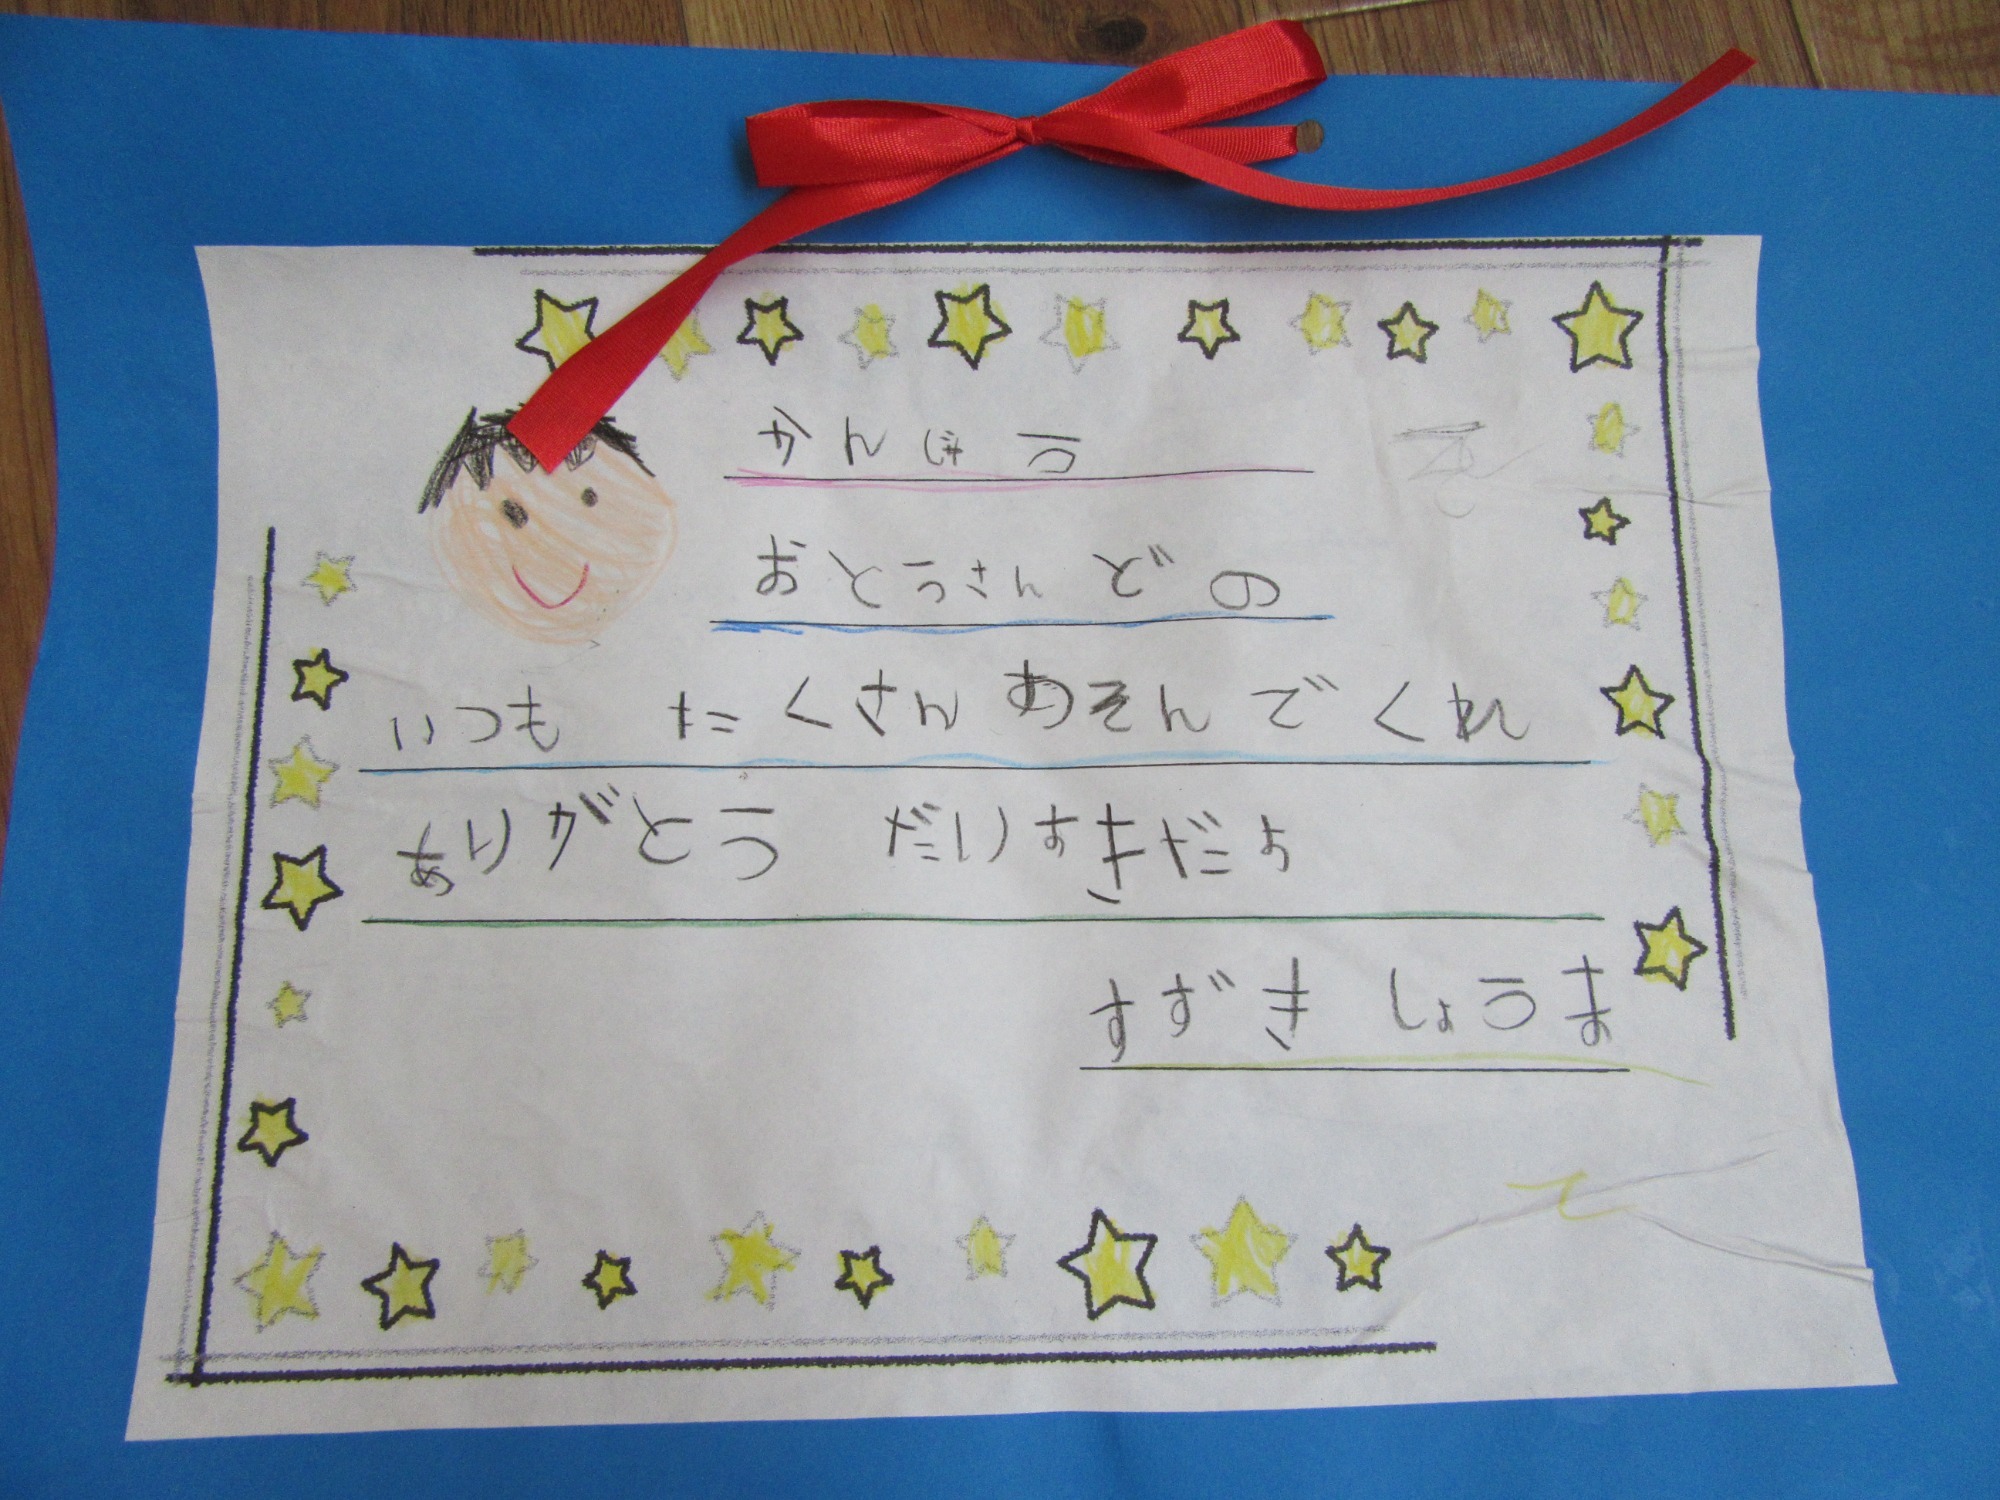 かんじゃう
おとうさんどの
いつも たくさんあそんでくれ
ありがとう だいすきだよ
すずき しょうま